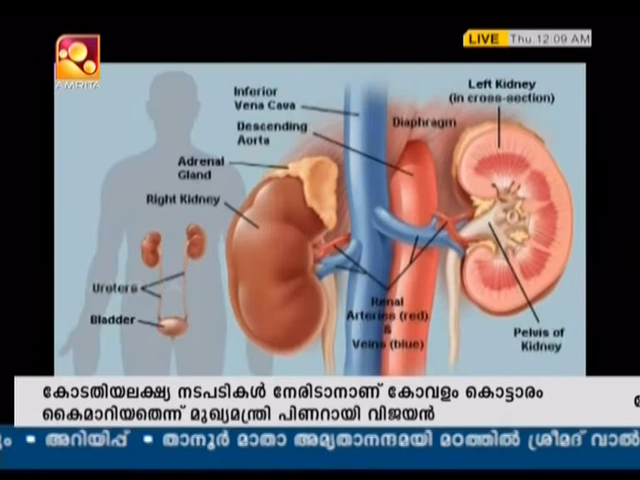 AMRITA
LIVE Thu 12:09 AM
Inferior
Vena Cava
Left Kidney
(in cross-section)
Descending
Aorta
Diaphragm
Adrenal
Gland
Right Kidney
Ureters
Bladder
Renal
Arteries (red)
&
Veins (blue)
Pelvis of
Kidney
കോടതിയലക്ഷ്യ നടപടികള്‍ നേരിടാനാണ് കോവളം കൊട്ടാരം
കൈമാറിയതെന്ന് മുഖ്യമന്ത്രി പിണറായി വിജയന്‍
അറിയിപ്പ് താനൂര്‍ മാതാ അമൃതാനന്ദമയി മഠത്തില്‍ ശ്രീമദ്